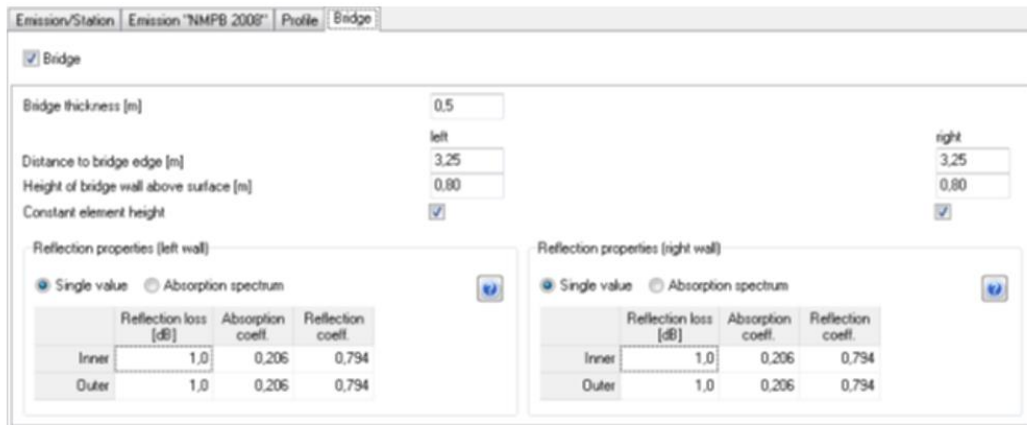 Emission/Station Emission "NMPB 2008" Profile Bridge
Bridge
Bridge thickness [m] 0,5
left right
Distance to bridge edge [m] 3,25 3,25
Height of bridge wall above surface [m] 0,80 0,80
Constant element height
Reflection properties (left wall) Reflection properties (right wall)
Single value Absorption spectrum ? Single value Absorption spectrum ?
Reflection loss [dB] Absorption coeff. Reflection coeff. Reflection loss [dB] Absorption coeff. Reflection coeff.
Inner 1,0 0,206 0,794 Inner 1,0 0,206 0,794
Outer 1,0 0,206 0,794 Outer 1,0 0,206 0,794